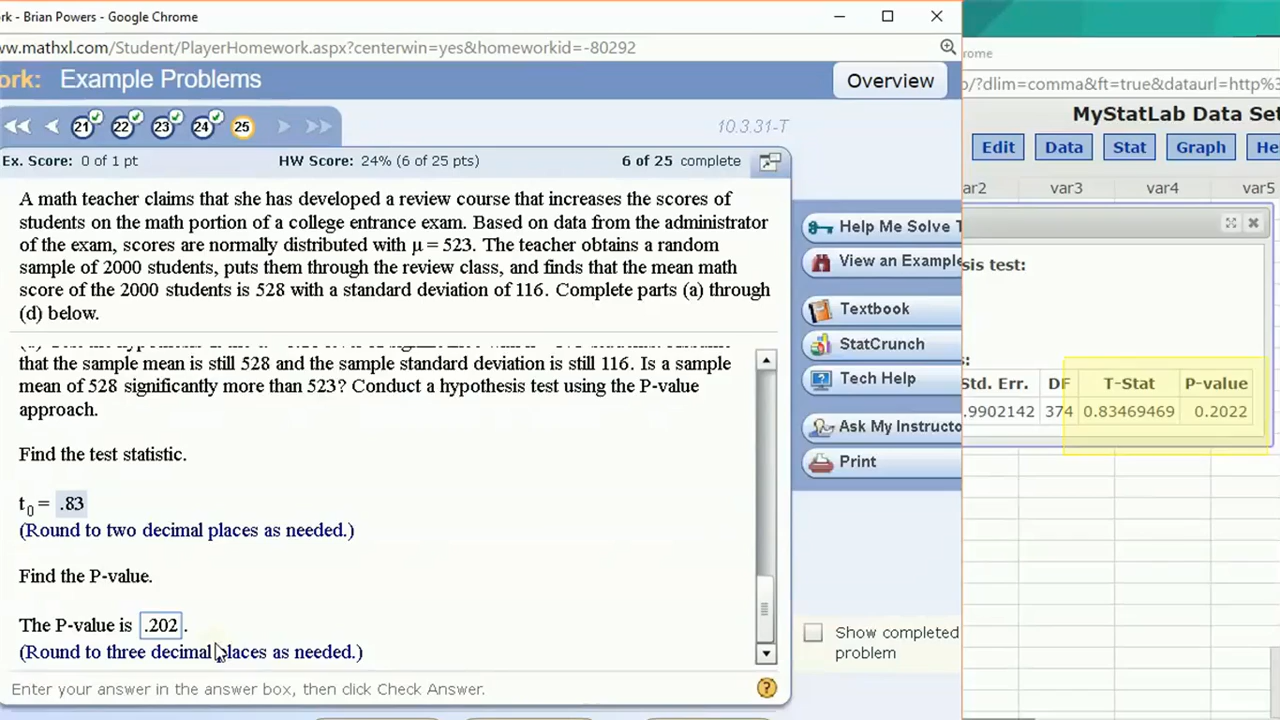 rk - Brian Powers - Google Chrome
ww.mathxl.com/Student/PlayerHomework.aspx?centerwin=yes&homeworkid=-80292
ork: Example Problems
Overview
21 22 23 24 25
10.3.31-T
Ex. Score: 0 of 1 pt
HW Score: 24% (6 of 25 pts)
6 of 25 complete
A math teacher claims that she has developed a review course that increases the scores of
students on the math portion of a college entrance exam. Based on data from the administrator
of the exam, scores are normally distributed with μ = 523. The teacher obtains a random
sample of 2000 students, puts them through the review class, and finds that the mean math
score of the 2000 students is 528 with a standard deviation of 116. Complete parts (a) through
(d) below.
that the sample mean is still 528 and the sample standard deviation is still 116. Is a sample
mean of 528 significantly more than 523? Conduct a hypothesis test using the P-value
approach.
Find the test statistic.
t0 = .83
(Round to two decimal places as needed.)
Find the P-value.
The P-value is .202 .
(Round to three decimal places as needed.)
Enter your answer in the answer box, then click Check Answer.
?
Help Me Solve T
View an Example
Textbook
StatCrunch
Tech Help
Ask My Instructo
Print
Show completed
problem
rome
p/?dlim=comma&ft=true&dataurl=http%3
MyStatLab Data Set
Edit Data Stat Graph He
ar2 var3 var4 var5
sis test:
s:
Std. Err. DF T-Stat P-value
.9902142 374 0.83469469 0.2022